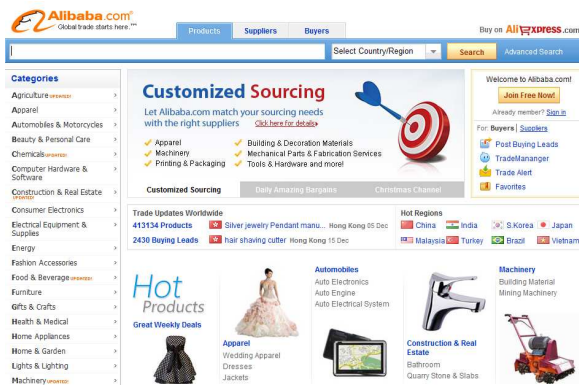 Alibaba.com®
Global trade starts here.™
Products
Suppliers
Buyers
Buy on AliExpress.com
Select Country/Region
Search
Advanced Search
Categories
Agriculture UPDATED!
Apparel
Automobiles & Motorcycles
Beauty & Personal Care
Chemicals UPDATED!
Computer Hardware &
Software
Construction & Real Estate
UPDATED!
Consumer Electronics
Electrical Equipment &
Supplies
Energy
Fashion Accessories
Food & Beverage UPDATED!
Furniture
Gifts & Crafts
Health & Medical
Home Appliances
Home & Garden
Lights & Lighting
Machinery UPDATED!
Customized Sourcing
Let Alibaba.com match your sourcing needs
with the right suppliers Click here for details
Apparel
Machinery
Printing & Packaging
Building & Decoration Materials
Mechanical Parts & Fabrication Services
Tools & Hardware and more!
Customized Sourcing
Daily Amazing Bargains
Christmas Channel
Welcome to Alibaba.com!
Join Free Now!
Already member? Sign in
For: Buyers | Suppliers
Post Buying Leads
TradeMananger
Trade Alert
Favorites
Trade Updates Worldwide
413134 Products Silver jewelry Pendant manu... Hong Kong 05 Dec
2430 Buying Leads hair shaving cutter Hong Kong 15 Dec
Hot Regions
China India S.Korea Japan
Malaysia Turkey Brazil Vietnam
Hot
Products
Great Weekly Deals
Apparel
Wedding Apparel
Dresses
Jackets
Automobiles
Auto Electronics
Auto Engine
Auto Electrical System
Construction & Real
Estate
Bathroom
Quarry Stone & Slabs
Machinery
Building Material
Mining Machinery